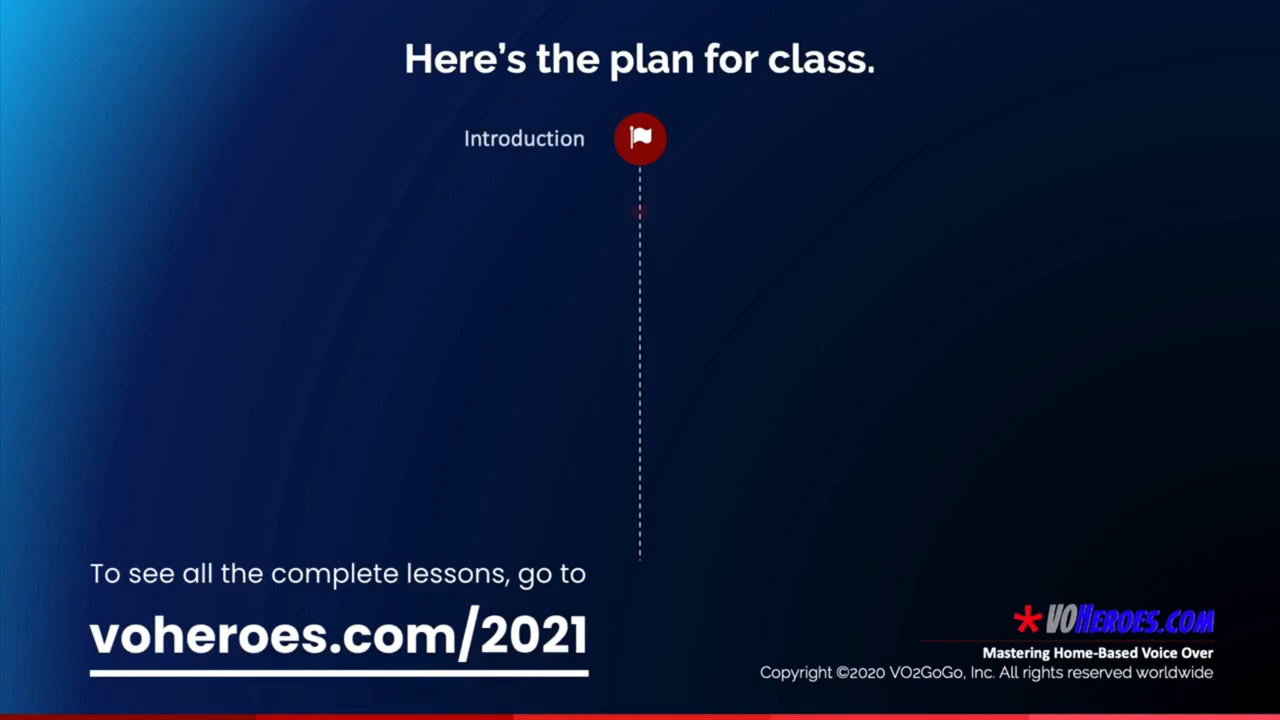 Here's the plan for class.
Introduction
To see all the complete lessons, go to
voheroes.com/2021
VOHEROES.COM
Mastering Home-Based Voice Over
Copyright ©2020 VO2GoGo, Inc. All rights reserved worldwide